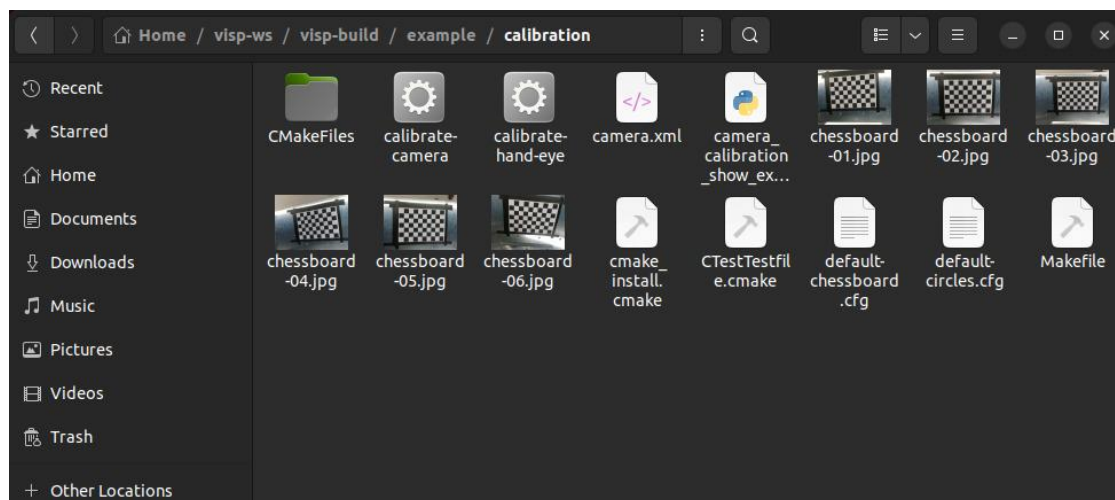 Home / visp-ws / visp-build / example / calibration
Recent
Starred
Home
Documents
Downloads
Music
Pictures
Videos
Trash
+ Other Locations
CMakeFiles
calibrate-
camera
calibrate-
hand-eye
camera.xml
camera_
calibration
_show_ex...
chessboard
-01.jpg
chessboard
-02.jpg
chessboard
-03.jpg
chessboard
-04.jpg
chessboard
-05.jpg
chessboard
-06.jpg
cmake_
install.
cmake
CTestTestfil
e.cmake
default-
chessboard
.cfg
default-
circles.cfg
Makefile